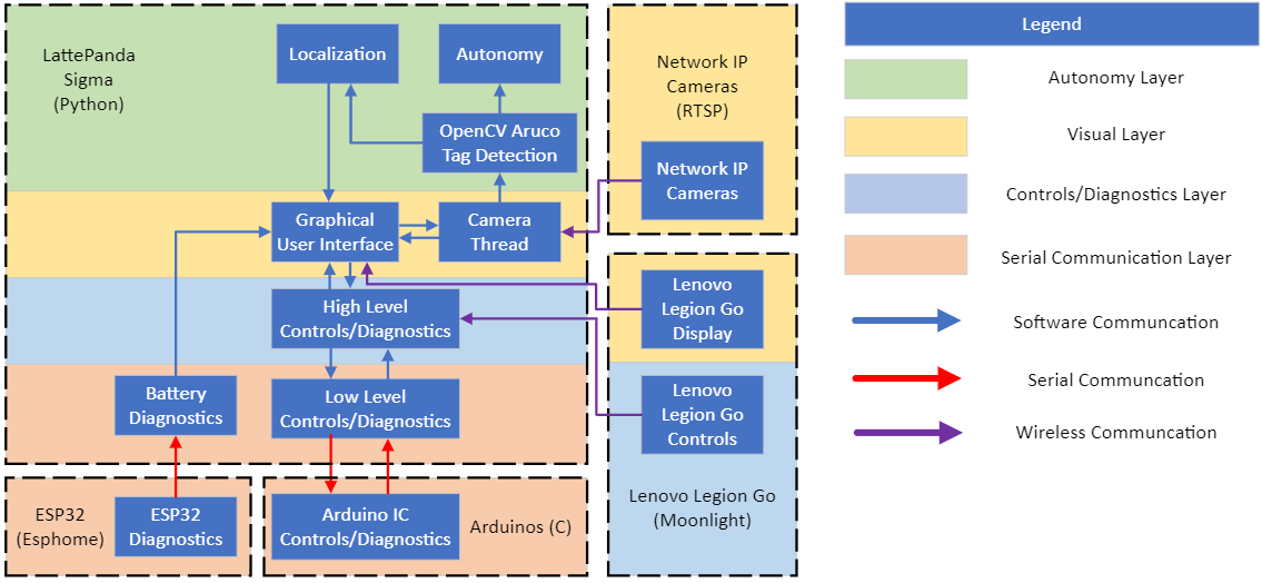 LattePanda
Sigma
(Python)
Localization
Autonomy
OpenCV Aruco
Tag Detection
Graphical
User Interface
Camera
Thread
High Level
Controls/Diagnostics
Battery
Diagnostics
Low Level
Controls/Diagnostics
ESP32
(Esphome)
ESP32
Diagnostics
Arduino IC
Controls/Diagnostics
Arduinos (C)
Network IP
Cameras
(RTSP)
Network IP
Cameras
Lenovo
Legion Go
Display
Lenovo
Legion Go
Controls
Lenovo Legion Go
(Moonlight)
Legend
Autonomy Layer
Visual Layer
Controls/Diagnostics Layer
Serial Communication Layer
Software Communcation
Serial Communcation
Wireless Communcation